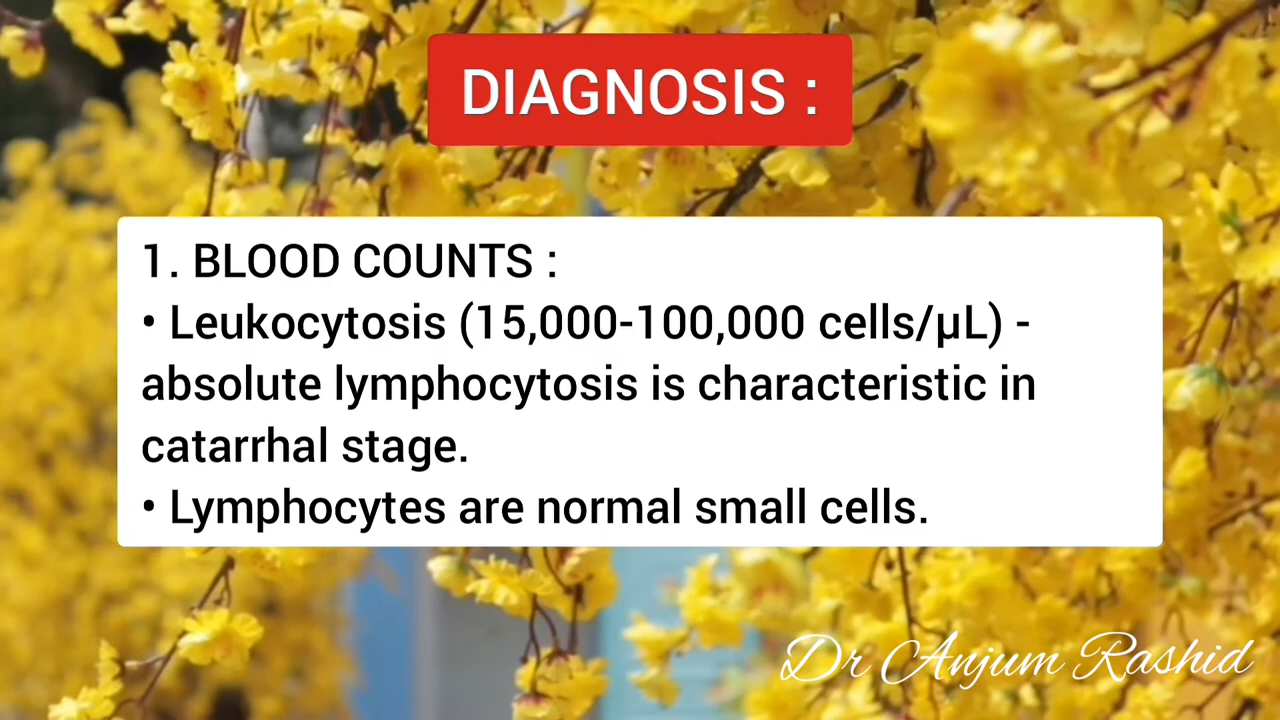 DIAGNOSIS :
1. BLOOD COUNTS :
• Leukocytosis (15,000-100,000 cells/µL) -
absolute lymphocytosis is characteristic in
catarrhal stage.
• Lymphocytes are normal small cells.
Dr Anjum Rashid